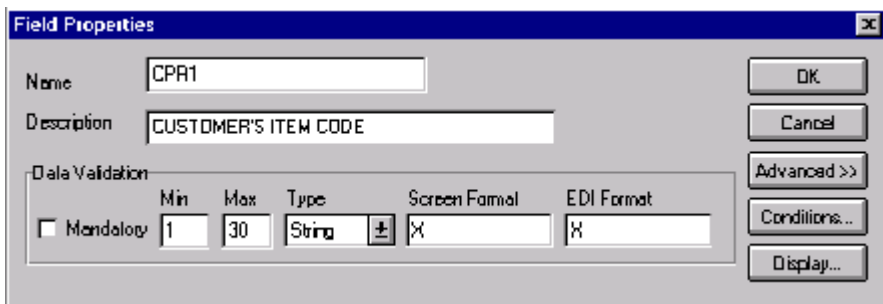 Field Properties
Name CPR1 OK
Description CUSTOMER'S ITEM CODE Cancel
Data Validation Advanced >>
Min Max Type Screen Format EDI Format
Mandatory 1 30 String X X Conditions...
Display...